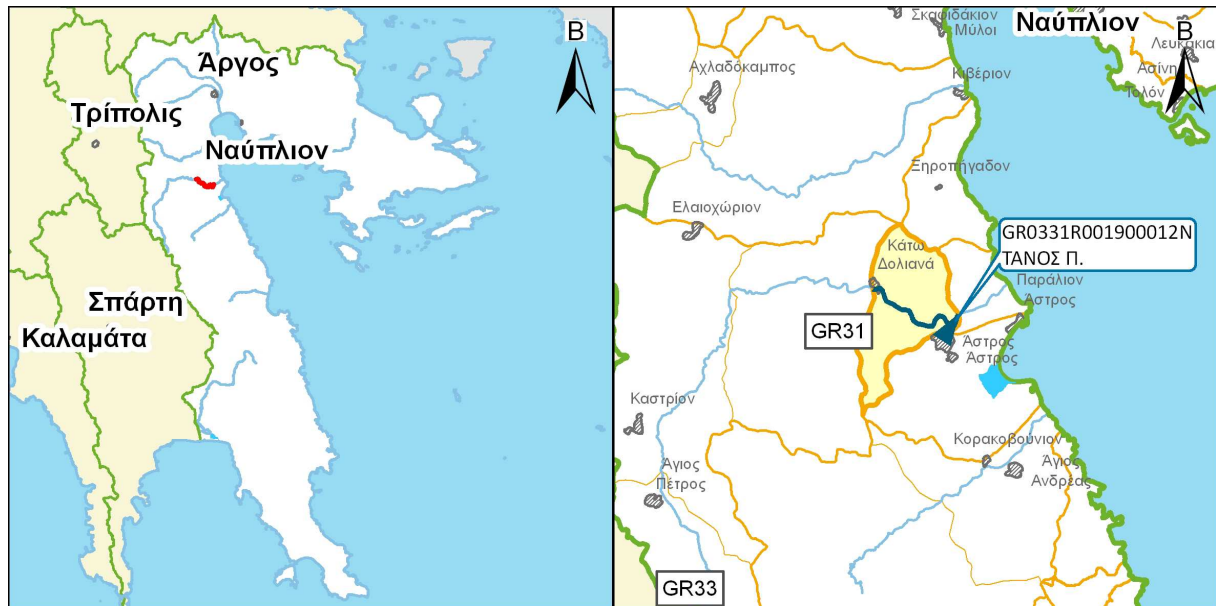 Β
Άργος
Τρίπολις
Ναύπλιον
Σπάρτη
Καλαμάτα
Σκαφιδάκιον
Μύλοι
Ναύπλιον
Β
Λευκάκια
Ασίνη
Τολόν
Αχλαδόκαμπος
Κιβέριον
Ξηροπήγαδον
Ελαιοχώριον
Κάτω
Δολιανά
GR0331R001900012N
ΤΑΝΟΣ Π.
Παράλιον
Άστρος
GR31
Άστρος
Άστρος
Καστρίον
Κορακοβούνιον
Άγιος
Πέτρος
Άγιος
Ανδρέας
GR33